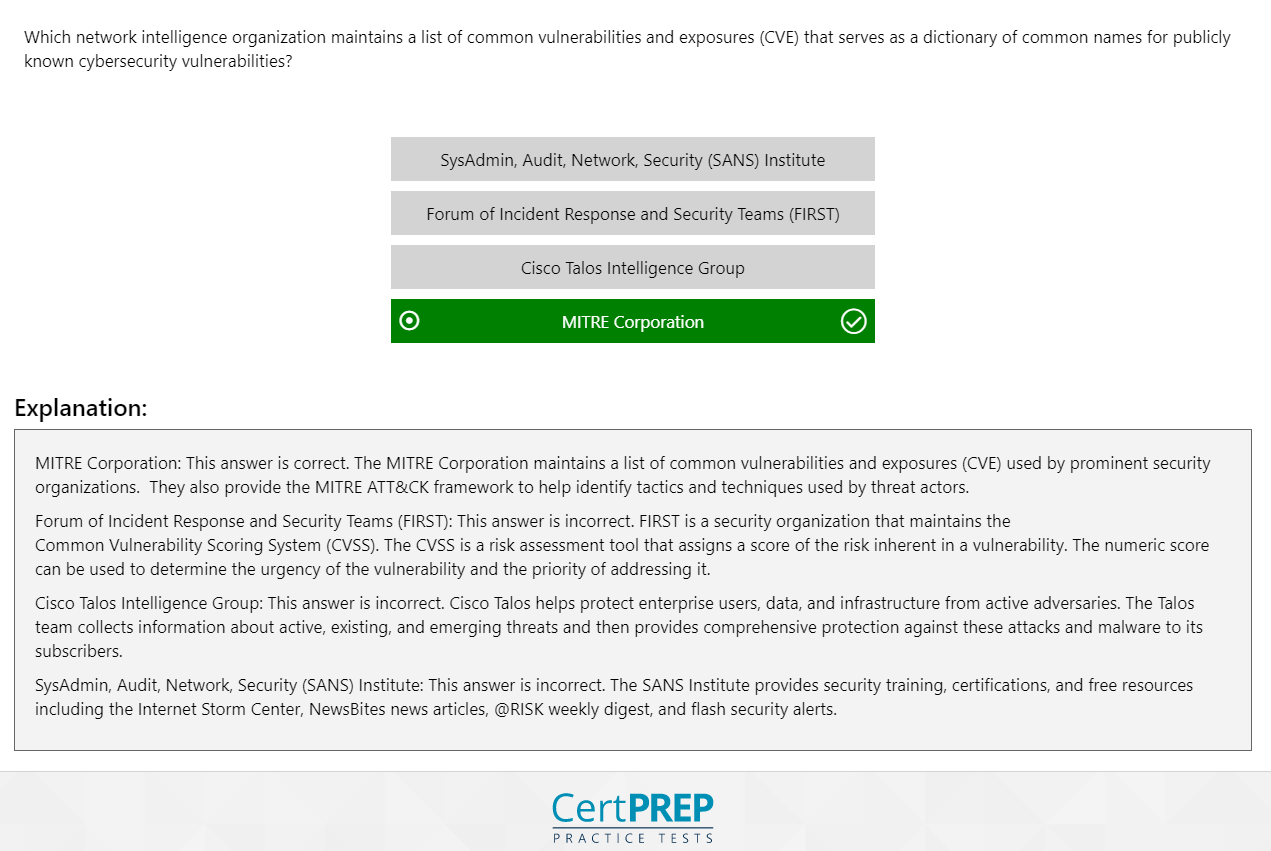 Which network intelligence organization maintains a list of common vulnerabilities and exposures (CVE) that serves as a dictionary of common names for publicly
known cybersecurity vulnerabilities?
SysAdmin, Audit, Network, Security (SANS) Institute
Forum of Incident Response and Security Teams (FIRST)
Cisco Talos Intelligence Group
MITRE Corporation
Explanation:
MITRE Corporation: This answer is correct. The MITRE Corporation maintains a list of common vulnerabilities and exposures (CVE) used by prominent security
organizations.  They also provide the MITRE ATT&CK framework to help identify tactics and techniques used by threat actors.
Forum of Incident Response and Security Teams (FIRST): This answer is incorrect. FIRST is a security organization that maintains the
Common Vulnerability Scoring System (CVSS). The CVSS is a risk assessment tool that assigns a score of the risk inherent in a vulnerability. The numeric score
can be used to determine the urgency of the vulnerability and the priority of addressing it.
Cisco Talos Intelligence Group: This answer is incorrect. Cisco Talos helps protect enterprise users, data, and infrastructure from active adversaries. The Talos
team collects information about active, existing, and emerging threats and then provides comprehensive protection against these attacks and malware to its
subscribers.
SysAdmin, Audit, Network, Security (SANS) Institute: This answer is incorrect. The SANS Institute provides security training, certifications, and free resources
including the Internet Storm Center, NewsBites news articles, @RISK weekly digest, and flash security alerts.
CertPREP
PRACTICE TESTS